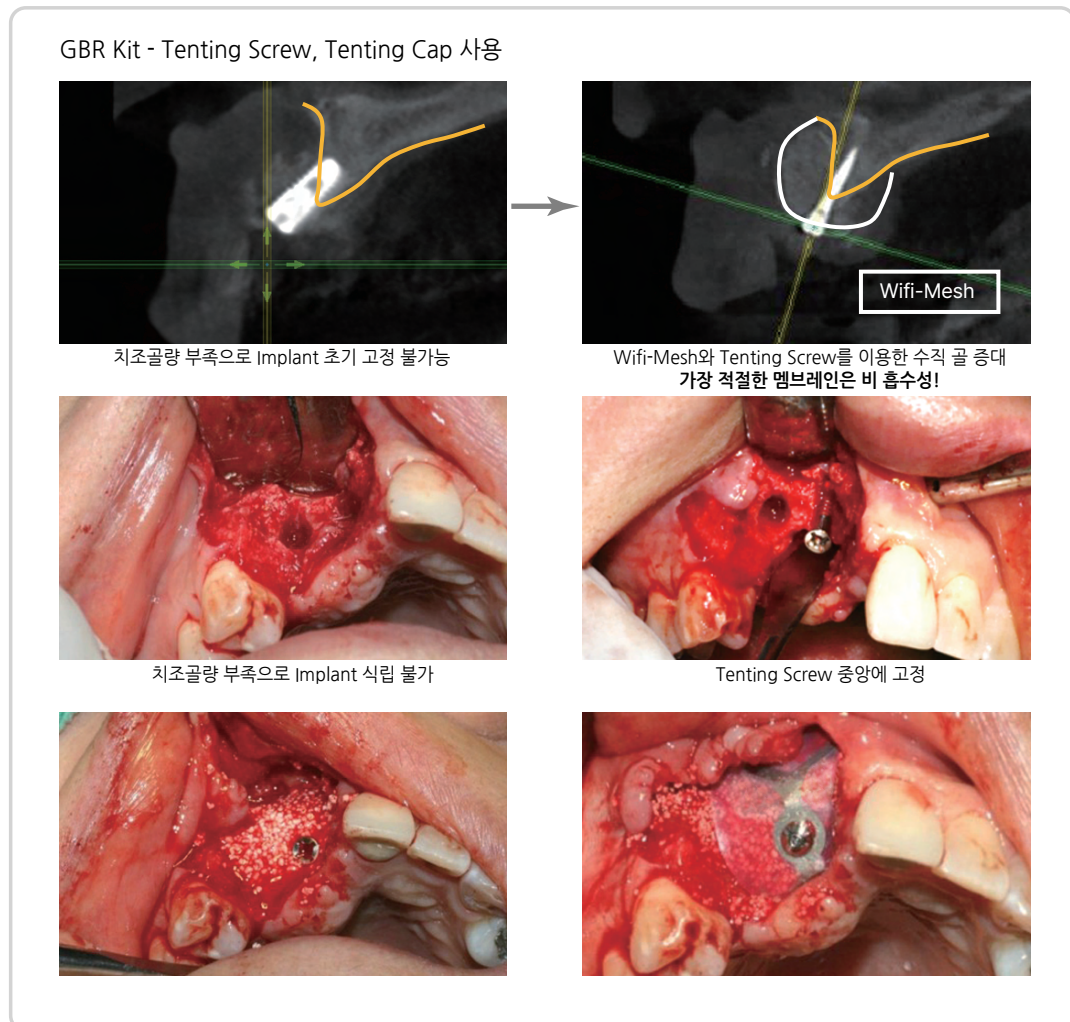 GBR Kit - Tenting Screw, Tenting Cap 사용
Wifi-Mesh
치조골량 부족으로 Implant 초기 고정 불가능
Wifi-Mesh와 Tenting Screw를 이용한 수직 골 증대
가장 적절한 멤브레인은 비 흡수성!
치조골량 부족으로 Implant 식립 불가
Tenting Screw 중앙에 고정